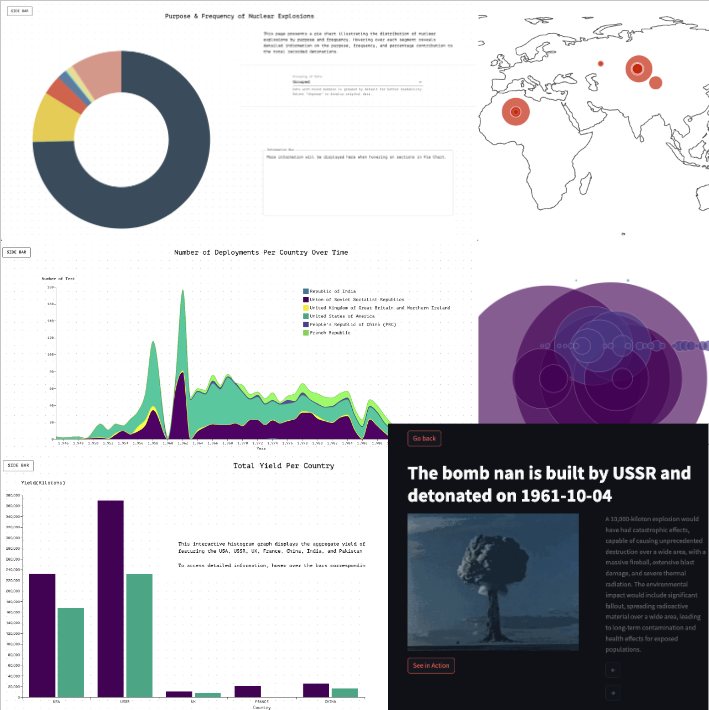 SIDE BAR
Purpose & Frequency of Nuclear Explosions
This page presents a pie chart illustrating the distribution of nuclear
explosions by purpose and frequency. Hovering over each segment reveals
detailed information on the purpose, frequency, and percentage contribution to
the total recorded detonations.
Grouped
Information Box
More information will be displayed here when hovering on sections in Pie Chart.
SIDE BAR
Number of Deployments Per Country Over Time
Number of Test
Republic of India
Union of Soviet Socialist Republics
United Kingdom of Great Britain and Northern Ireland
United States of America
People's Republic of China (PRC)
French Republic
Year
SIDE BAR
Total Yield Per Country
Yield(Kilotons)
This interactive histogram graph displays the aggregate yield of
featuring the USA, USSR, UK, France, China, India, and Pakistan
To access detailed information, hover over the bars correspondin
USA
USSR
UK
FRANCE
CHINA
Country
Go back
The bomb nan is built by USSR and
detonated on 1961-10-04
A 10,000-kiloton explosion would
have had catastrophic effects,
capable of causing unprecedented
destruction over a wide area, with a
massive fireball, extensive blast
damage, and severe thermal
radiation. The environmental
impact would include significant
fallout, spreading radioactive
material over a wide area, leading
to long-term contamination and
health effects for exposed
populations.
See in Action